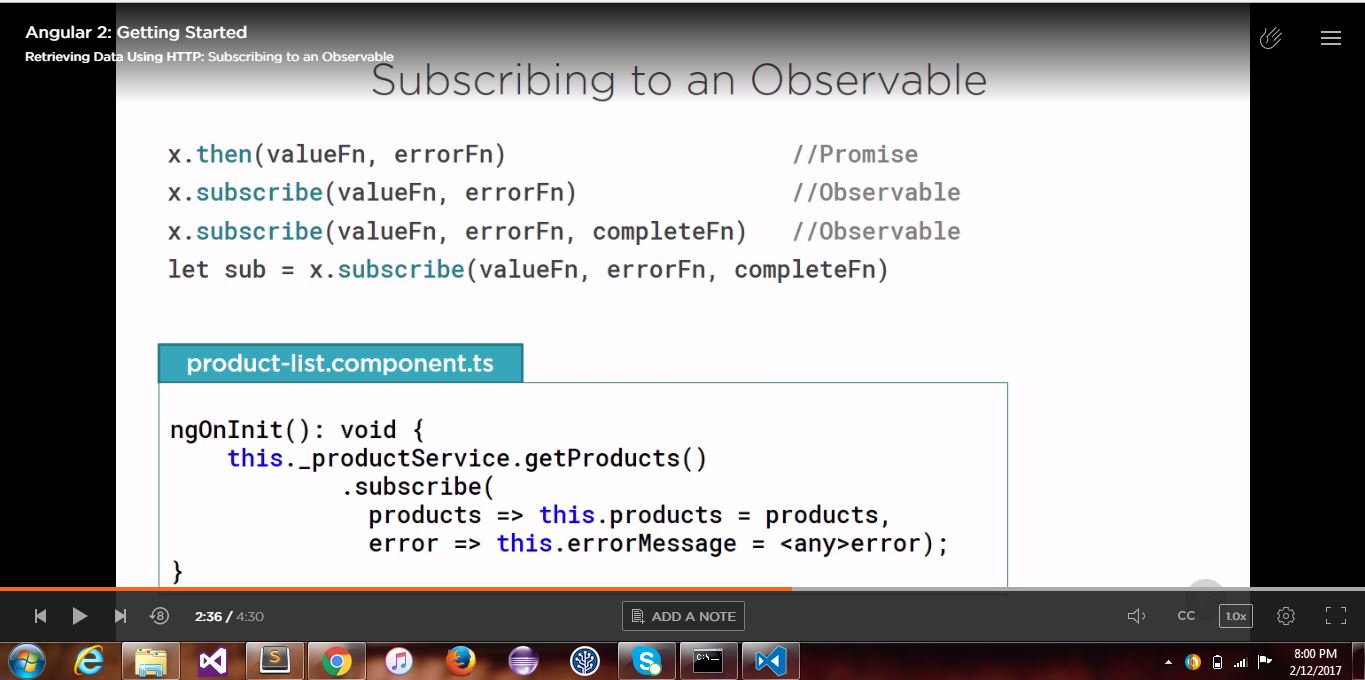 Angular 2: Getting Started
Retrieving Data Using HTTP: Subscribing to an Observable
Subscribing to an Observable
x.then(valueFn, errorFn) //Promise
x.subscribe(valueFn, errorFn) //Observable
x.subscribe(valueFn, errorFn, completeFn) //Observable
let sub = x.subscribe(valueFn, errorFn, completeFn)
product-list.component.ts
ngOnInit(): void {
this._productService.getProducts()
.subscribe(
products => this.products = products,
error => this.errorMessage = <any>error);
}
8 2:36 / 4:30 ADD A NOTE CC 1.0x
S S C:\_ 8:00 PM
2/12/2017